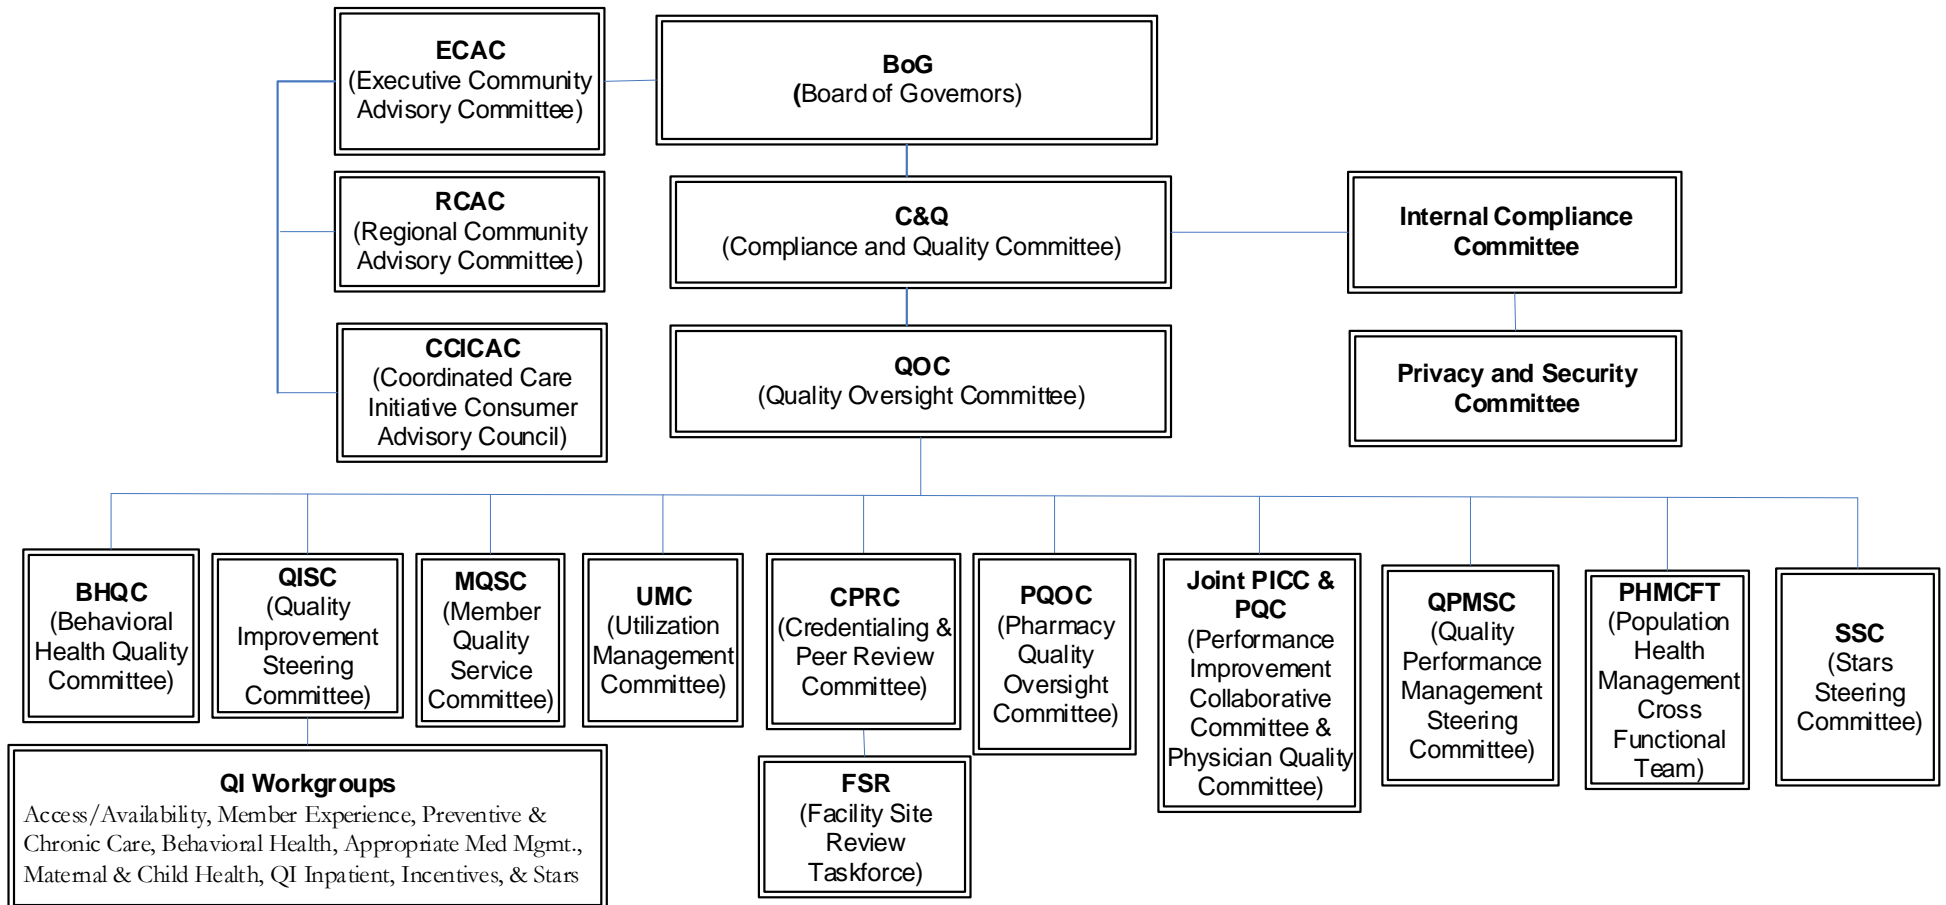 ECAC
(Executive Community
Advisory Committee)
BoG
(Board of Governors)
RCAC
(Regional Community
Advisory Committee)
C&Q
(Compliance and Quality Committee)
Internal Compliance
Committee
CCICAC
(Coordinated Care
Initiative Consumer
Advisory Council)
QOC
(Quality Oversight Committee)
Privacy and Security
Committee
BHQC
(Behavioral
Health Quality
Committee)
QISC
(Quality
Improvement
Steering
Committee)
MQSC
(Member
Quality
Service
Committee)
UMC
(Utilization
Management
Committee)
CPRC
(Credentialing &
Peer Review
Committee)
PQOC
(Pharmacy
Quality
Oversight
Committee)
Joint PICC &
PQC
(Performance
Improvement
Collaborative
Committee &
Physician Quality
Committee)
QPMSC
(Quality
Performance
Management
Steering
Committee)
PHMCFT
(Population
Health
Management
Cross
Functional
Team)
SSC
(Stars
Steering
Committee)
QI Workgroups
Access/Availability, Member Experience, Preventive &
Chronic Care, Behavioral Health, Appropriate Med Mgmt.,
Maternal & Child Health, QI Inpatient, Incentives, & Stars
FSR
(Facility Site
Review
Taskforce)